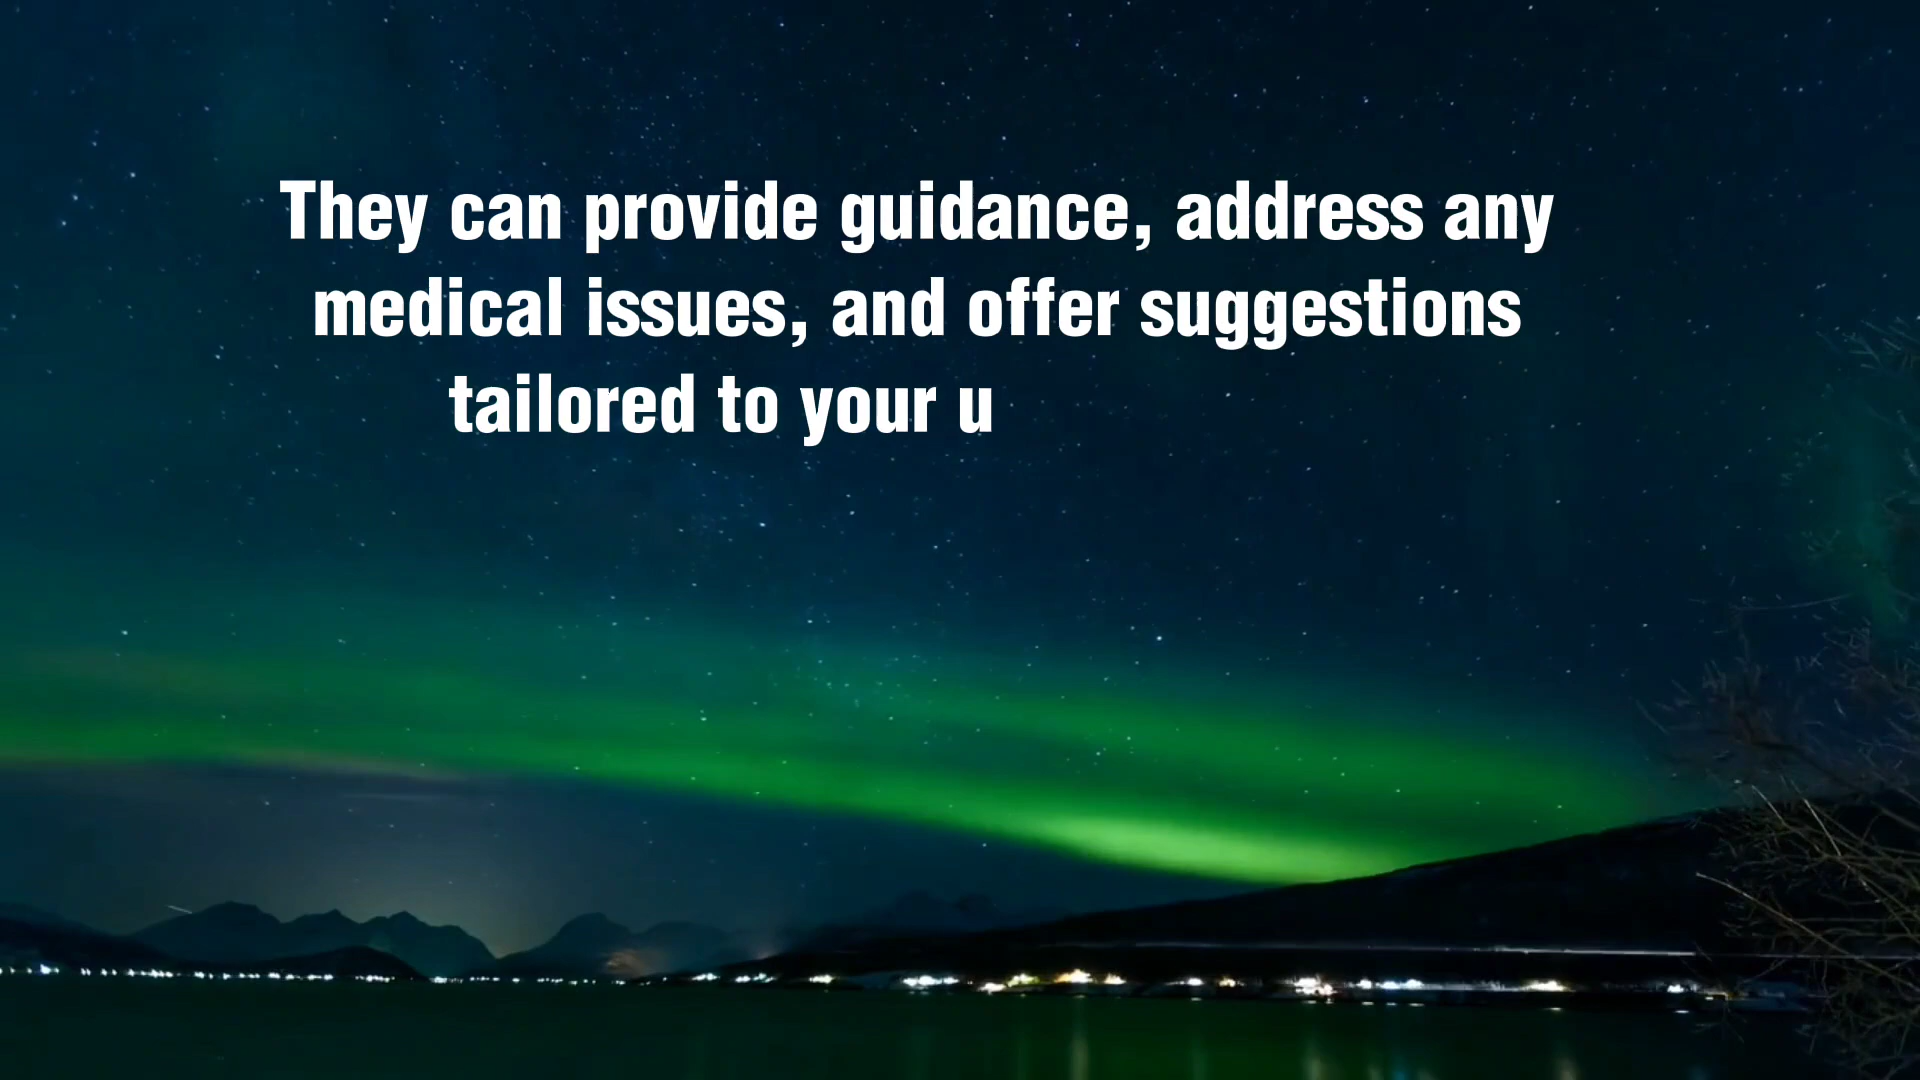 They can provide guidance, address any
medical issues, and offer suggestions
tailored to your u